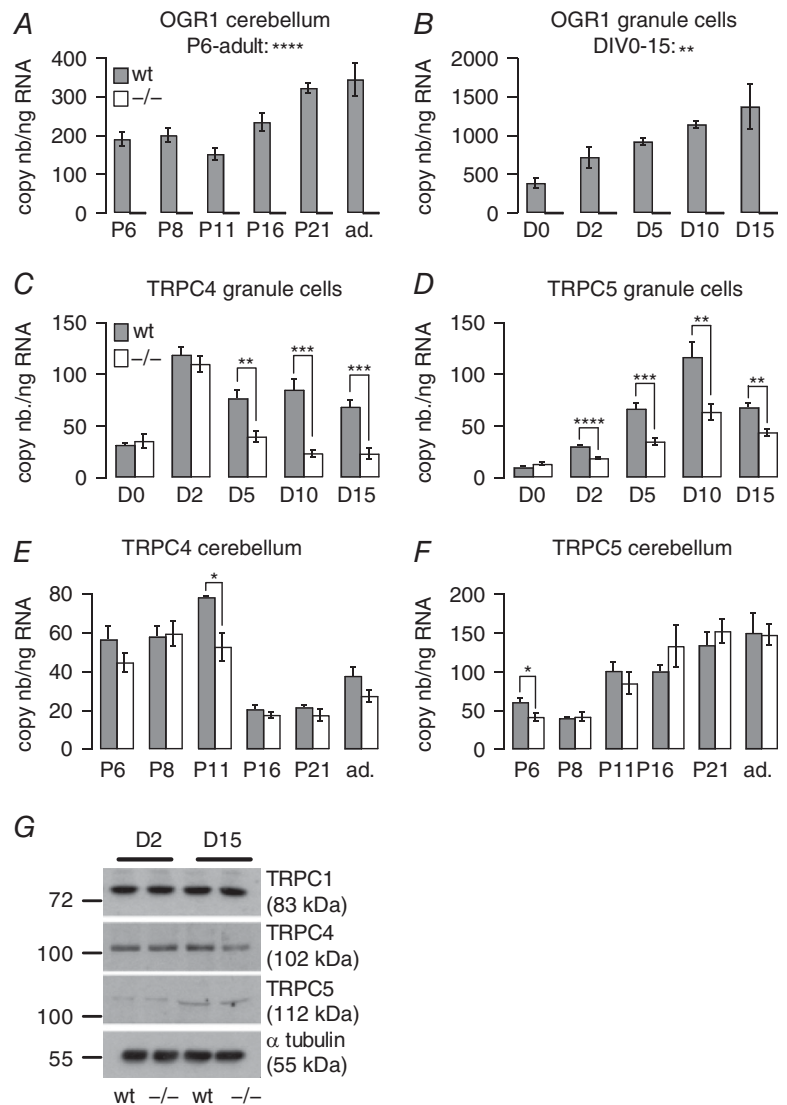 A
OGR1 cerebellum
P6-adult: ****
copy nb/ng RNA
400
300
200
100
0
wt
−/−
P6 P8 P11 P16 P21 ad.
B
OGR1 granule cells
DIV0-15: **
copy nb/ng RNA
2000
1500
1000
500
0
D0 D2 D5 D10 D15
C
TRPC4 granule cells
copy nb./ng RNA
150
100
50
0
wt
−/−
** *** ***
D0 D2 D5 D10 D15
D
TRPC5 granule cells
copy nb./ng RNA
150
100
50
0
**** *** ** **
D0 D2 D5 D10 D15
E
TRPC4 cerebellum
copy nb/ng RNA
80
60
40
20
0
*
P6 P8 P11 P16 P21 ad.
F
TRPC5 cerebellum
copy nb/ng RNA
200
150
100
50
0
*
P6 P8 P11 P16 P21 ad.
G
D2 D15
72
TRPC1
(83 kDa)
100
TRPC4
(102 kDa)
100
TRPC5
(112 kDa)
55
α tubulin
(55 kDa)
wt −/− wt −/−